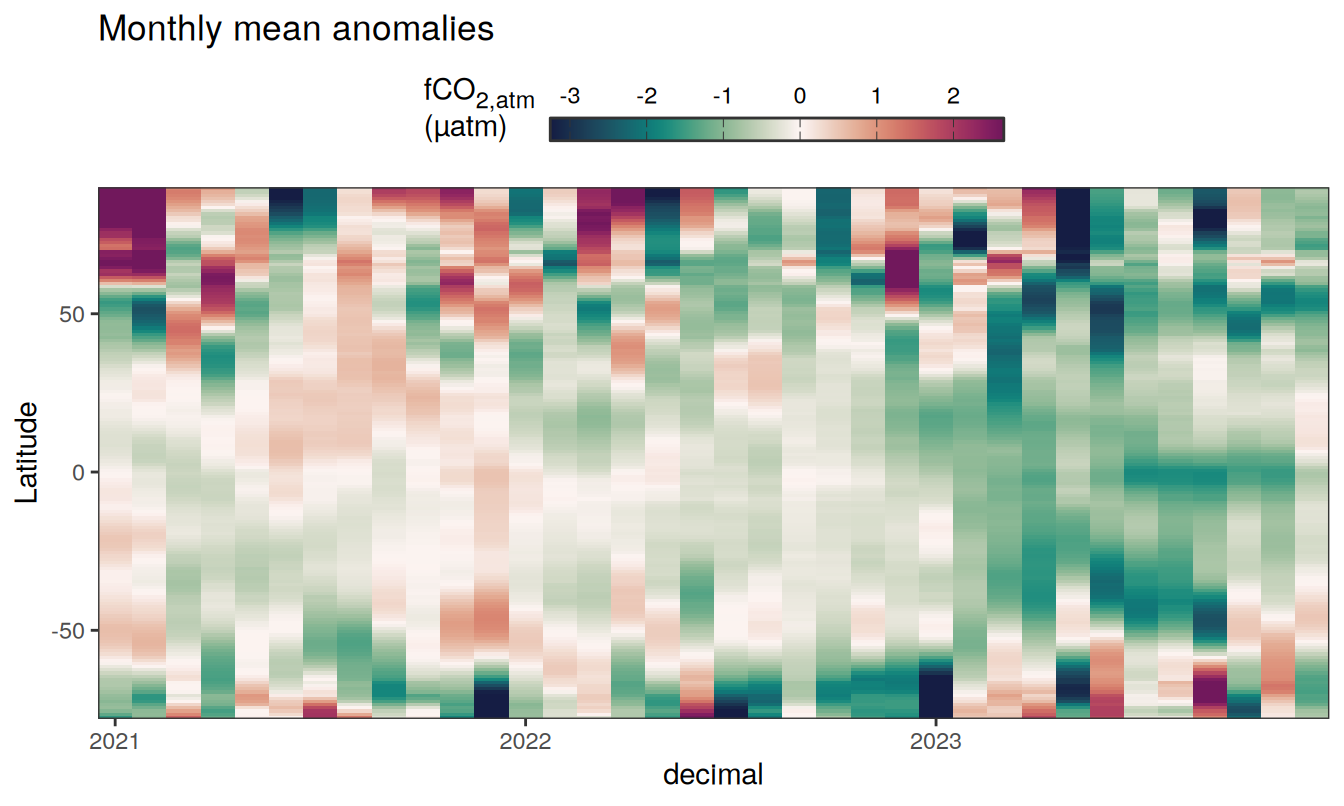 Monthly mean anomalies
fCO2,atm
(µatm)
-3 -2 -1 0 1 2
Latitude
50
0
-50
2021 2022 2023
decimal